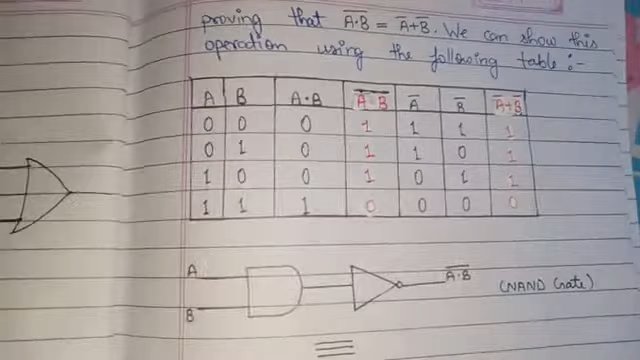 proving that A̅·̅B̅ = A̅+B̅. We can show this
operation using the following table :-
A B A·B A̅·̅B̅ A̅ B̅ A̅+B̅
0 0 0 1 1 1 1
0 1 0 1 1 0 1
1 0 0 1 0 1 1
1 1 1 0 0 0 0
A
A̅·̅B̅
(NAND Gate)
B